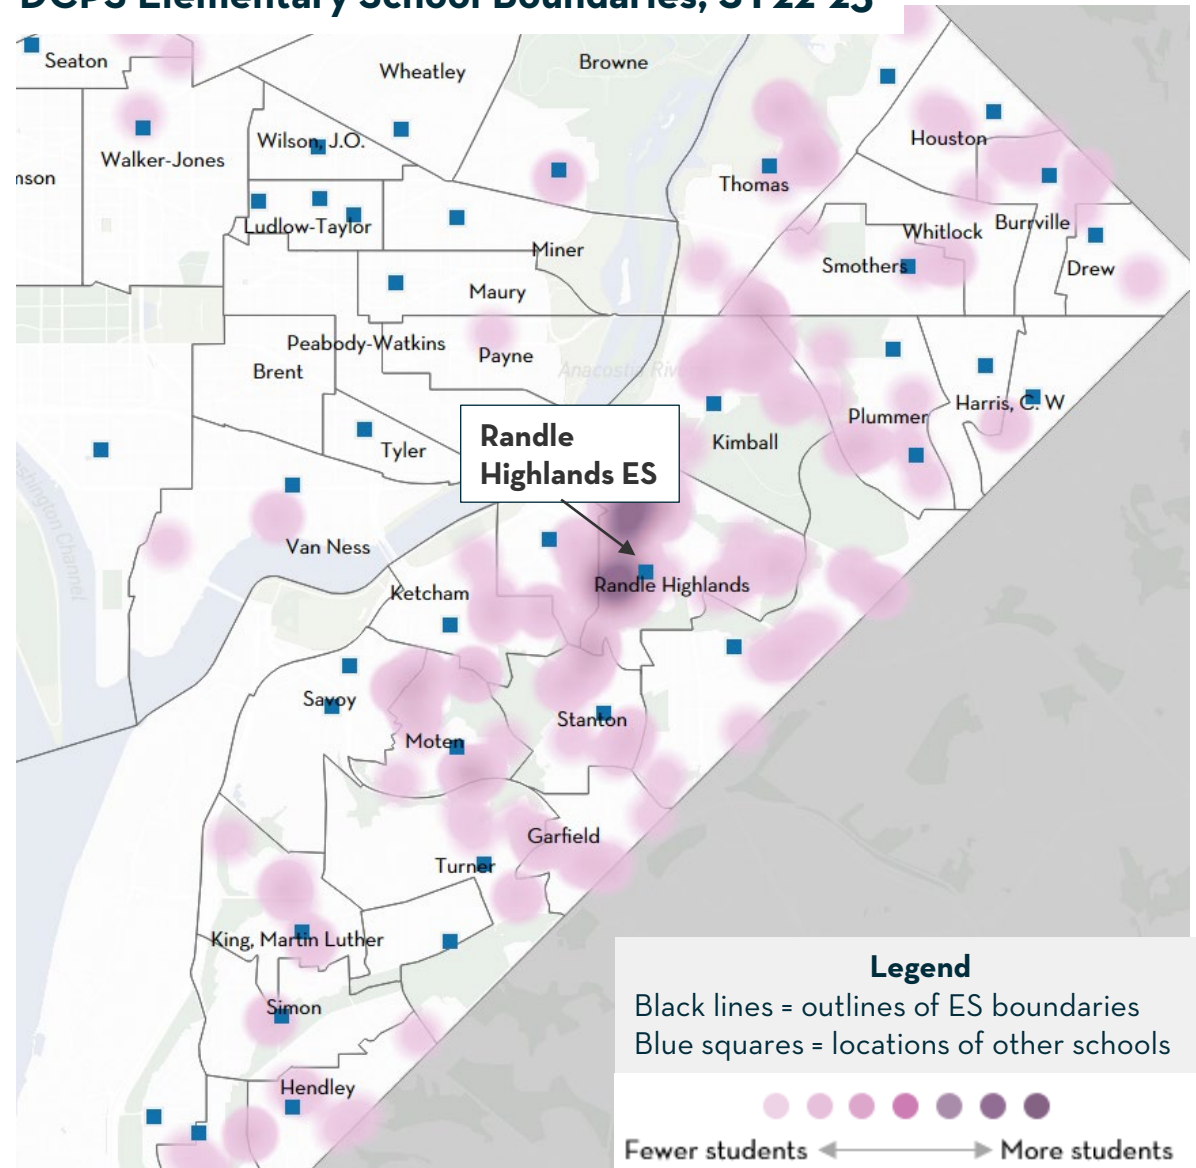 DCPS Elementary School Boundaries, SY22-23
Seaton
Wheatley
Browne
Walker-Jones
Wilson, J.O.
Houston
nson
Thomas
Ludlow-Taylor
Whitlock
Burrville
Miner
Smothers
Drew
Maury
Peabody-Watkins
Payne
Brent
Anacostia Riv
Harris, C. W
Plummer
Kimball
Tyler
Randle
Highlands ES
Washington Channel
Van Ness
Randle Highlands
Ketcham
Savoy
Stanton
Moten
Garfield
Turner
King, Martin Luther
Simon
Hendley
Legend
Black lines = outlines of ES boundaries
Blue squares = locations of other schools
Fewer students
More students